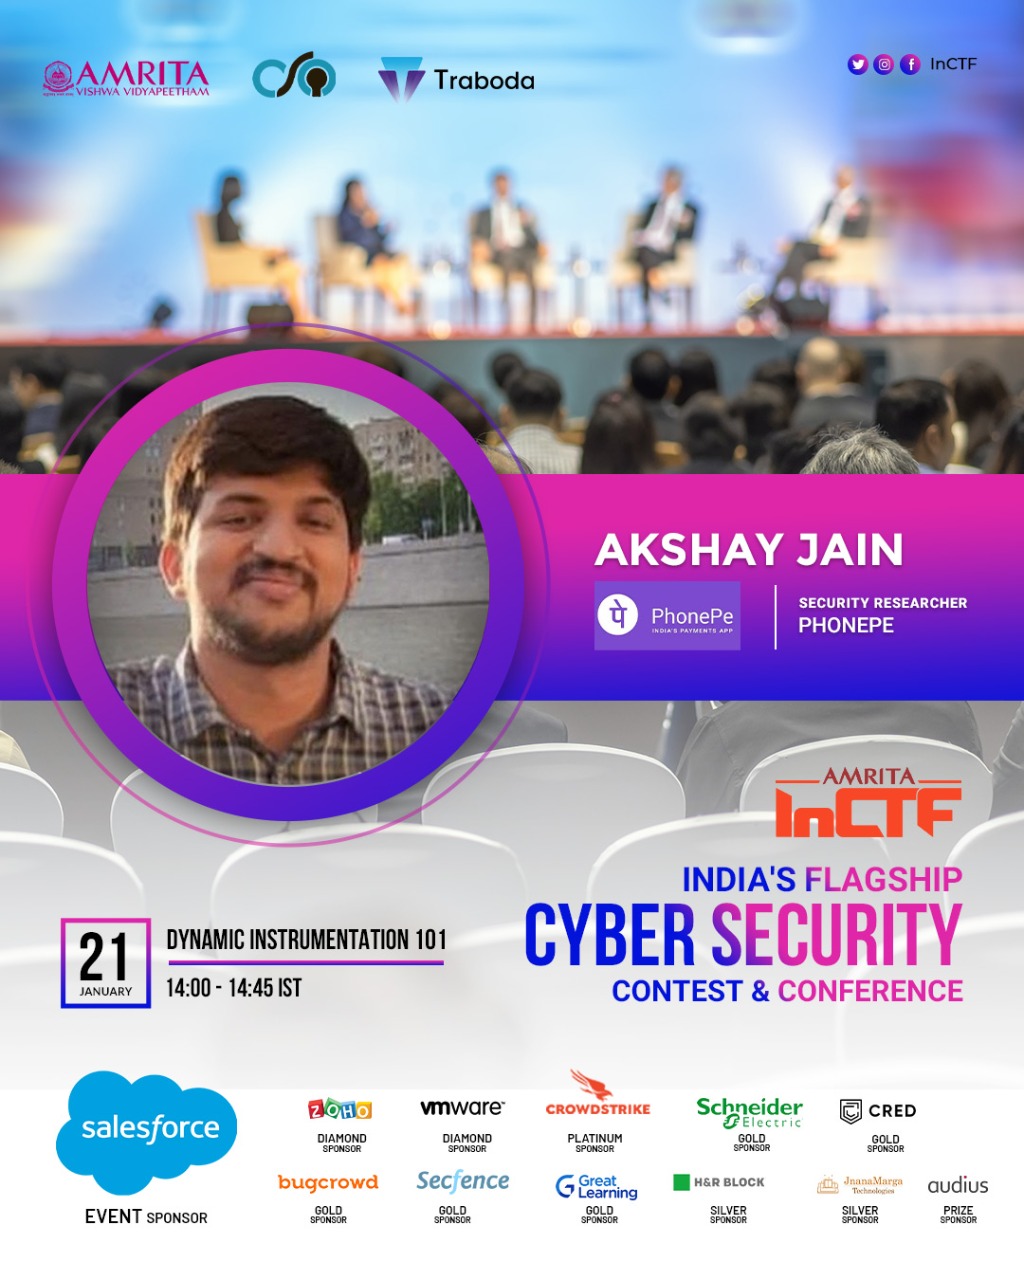 AMRITA
VISHWA VIDYAPEETHAM
Traboda
InCTF
AKSHAY JAIN
पे PhonePe
INDIA'S PAYMENTS APP
SECURITY RESEARCHER
PHONEPE
AMRITA
InCTF
INDIA'S FLAGSHIP
CYBER SECURITY
CONTEST & CONFERENCE
21
JANUARY
DYNAMIC INSTRUMENTATION 101
14:00 - 14:45 IST
salesforce
EVENT SPONSOR
ZOHO
DIAMOND
SPONSOR
vmware
DIAMOND
SPONSOR
CROWDSTRIKE
PLATINUM
SPONSOR
Schneider
Electric
GOLD
SPONSOR
CRED
GOLD
SPONSOR
bugcrowd
GOLD
SPONSOR
Secfence
GOLD
SPONSOR
Great
Learning
GOLD
SPONSOR
H&R BLOCK
SILVER
SPONSOR
JnanaMarga
Technologies
SILVER
SPONSOR
audius
PRIZE
SPONSOR